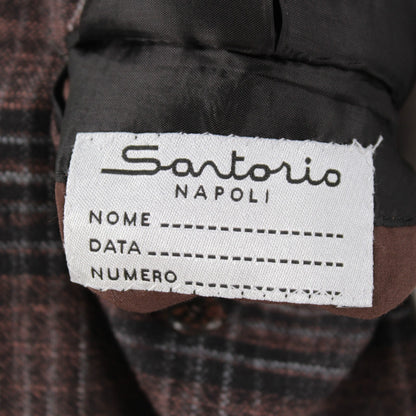 Sartorio
NAPOLI
NOME
DATA
NUMERO